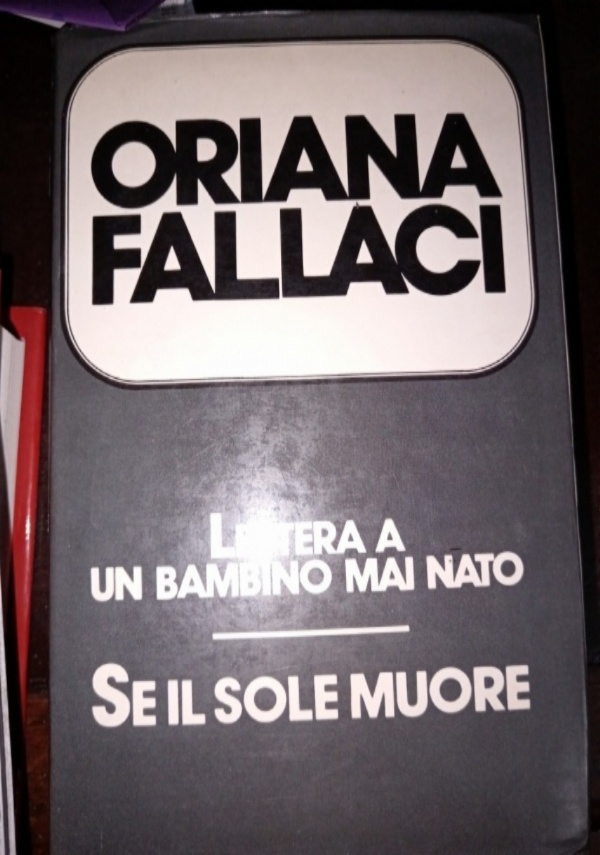 ORIANA
FALLACI
LETTERA A
UN BAMBINO MAI NATO
SE IL SOLE MUORE